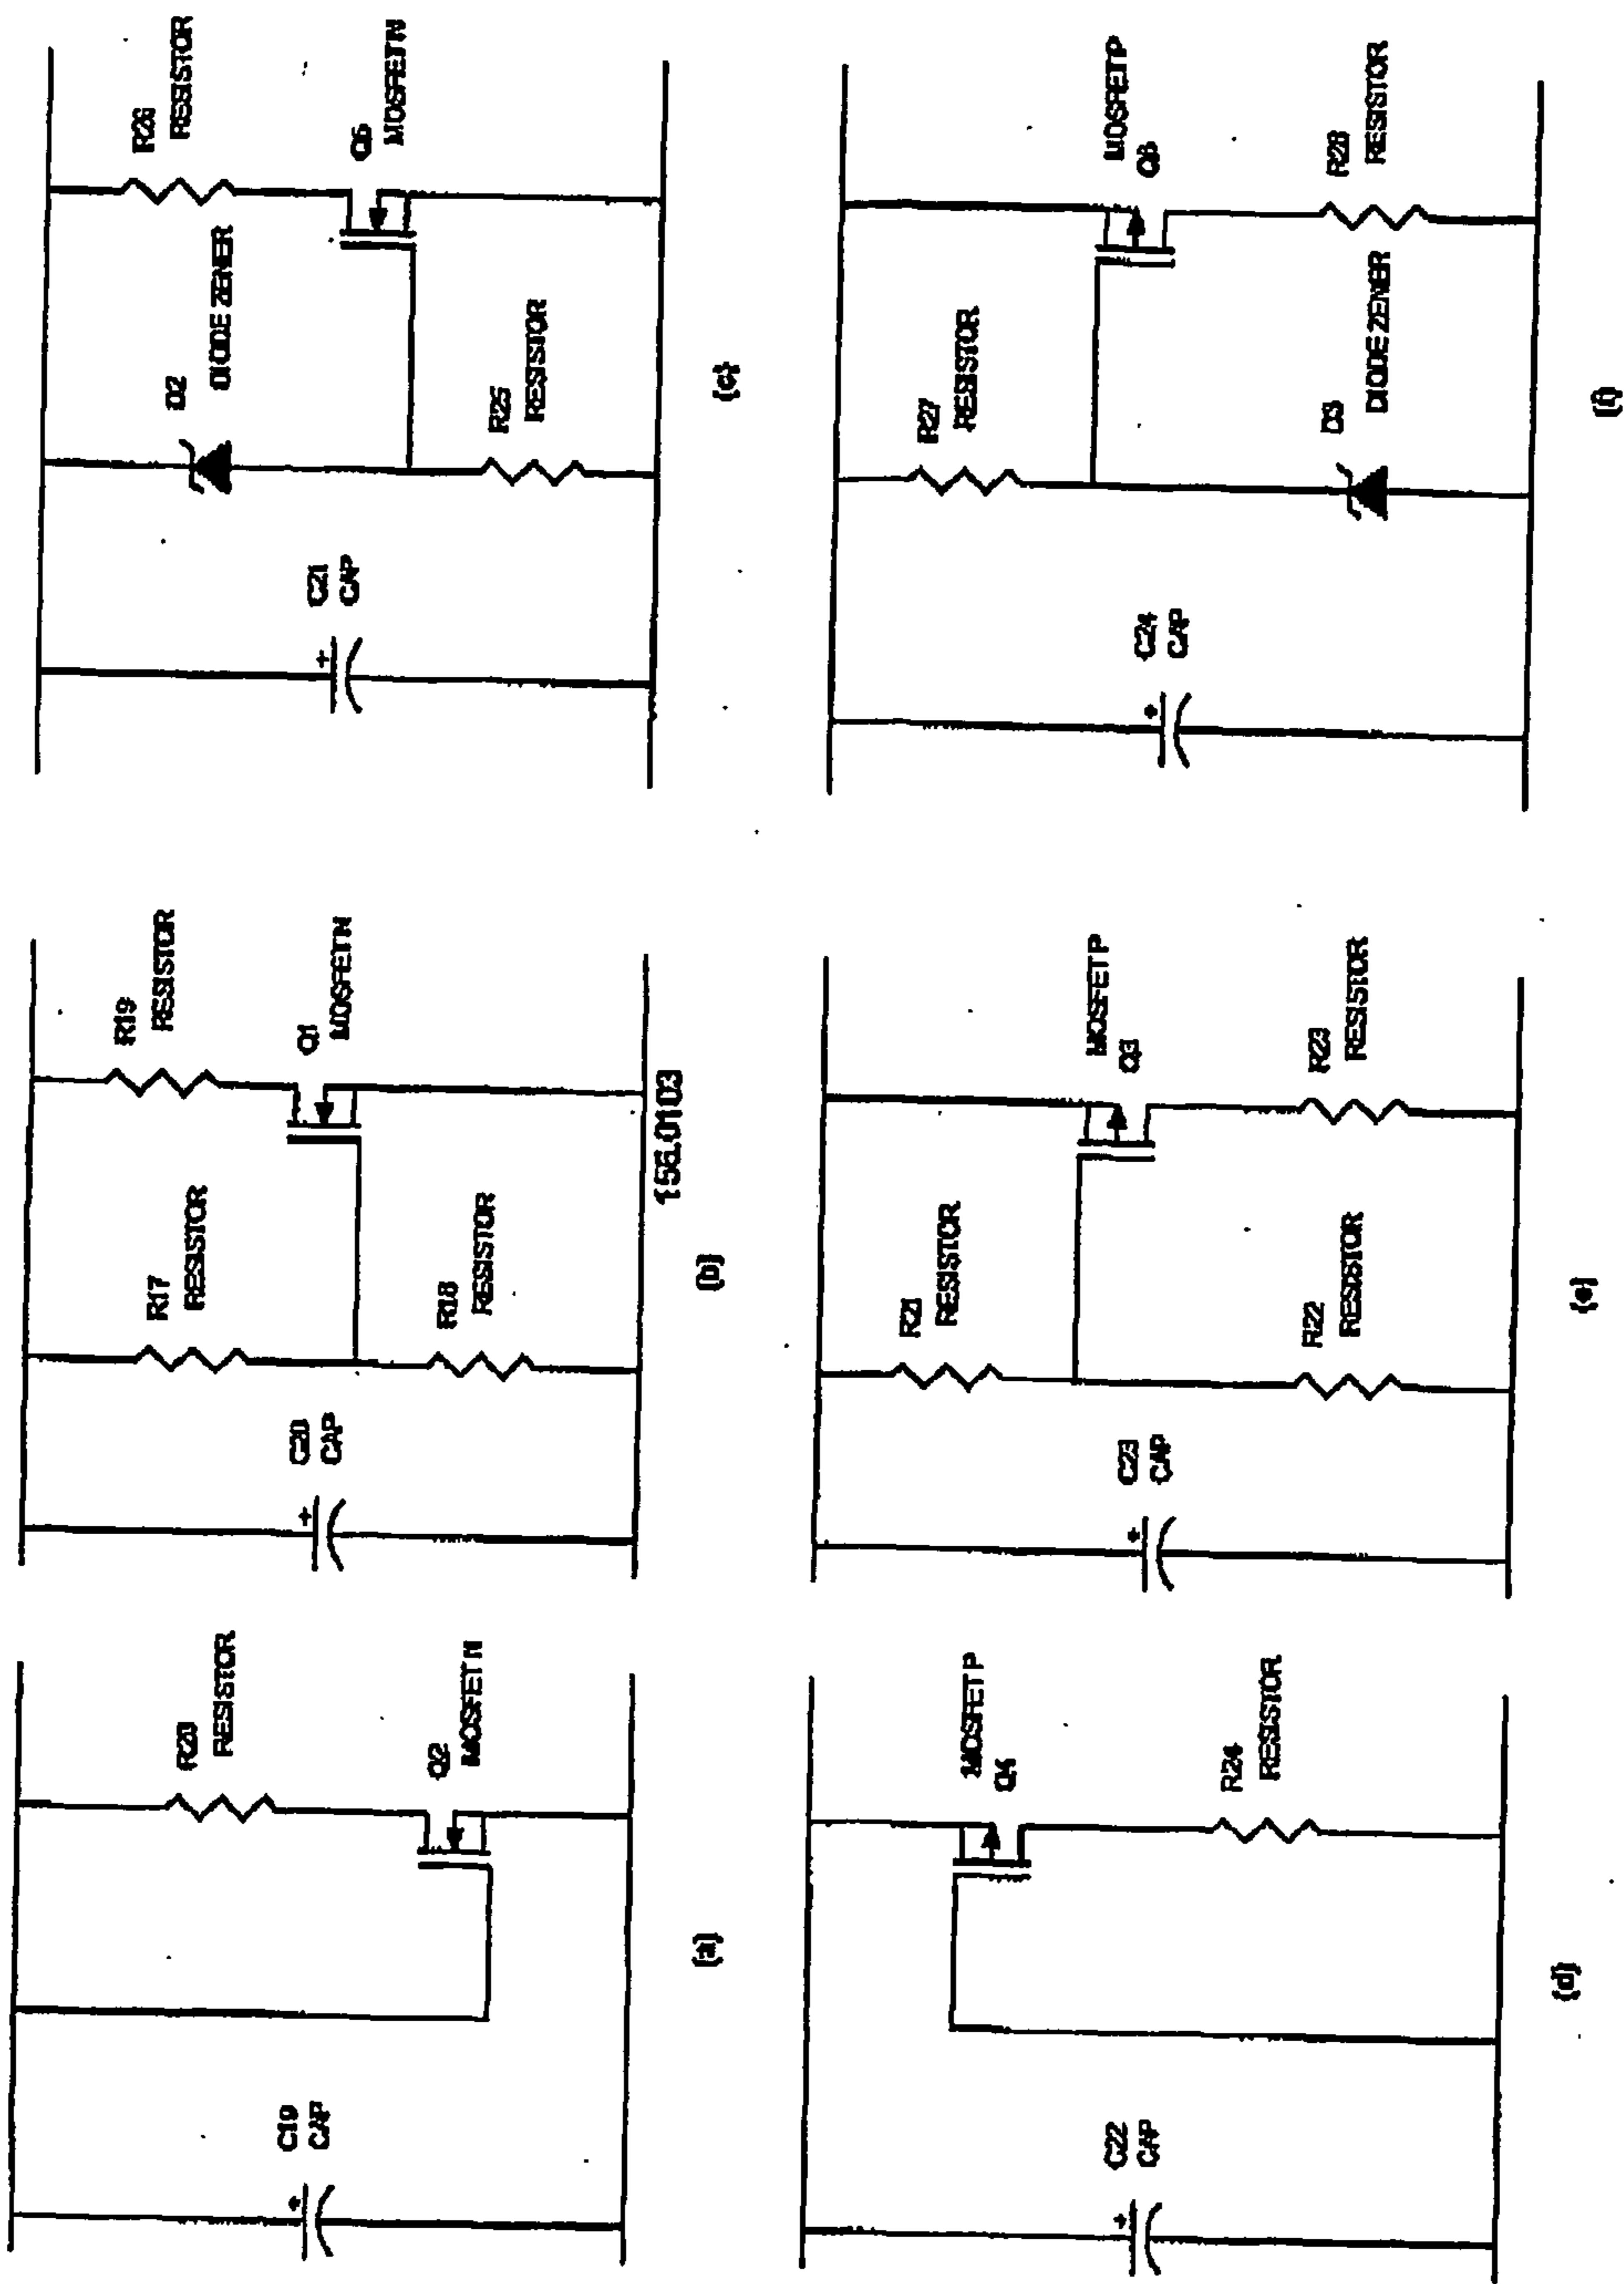 C19
CAP
R20
RESISTOR
Q2
MOSFET N
(a)
C20
CAP
R17
RESISTOR
R18
RESISTOR
R19
RESISTOR
Q1
MOSFET N
156.0103
(b)
C21
CAP
D2
DIODE ZENER
R25
RESISTOR
R26
RESISTOR
MOSFET N
(c)
C22
CAP
MOSFET P
Q4
R24
RESISTOR
(d)
C23
CAP
R21
RESISTOR
R22
RESISTOR
MOSFET P
Q3
R23
RESISTOR
(e)
C24
CAP
R27
RESISTOR
D3
DIODE ZENER
MOSFET P
R28
RESISTOR
(f)